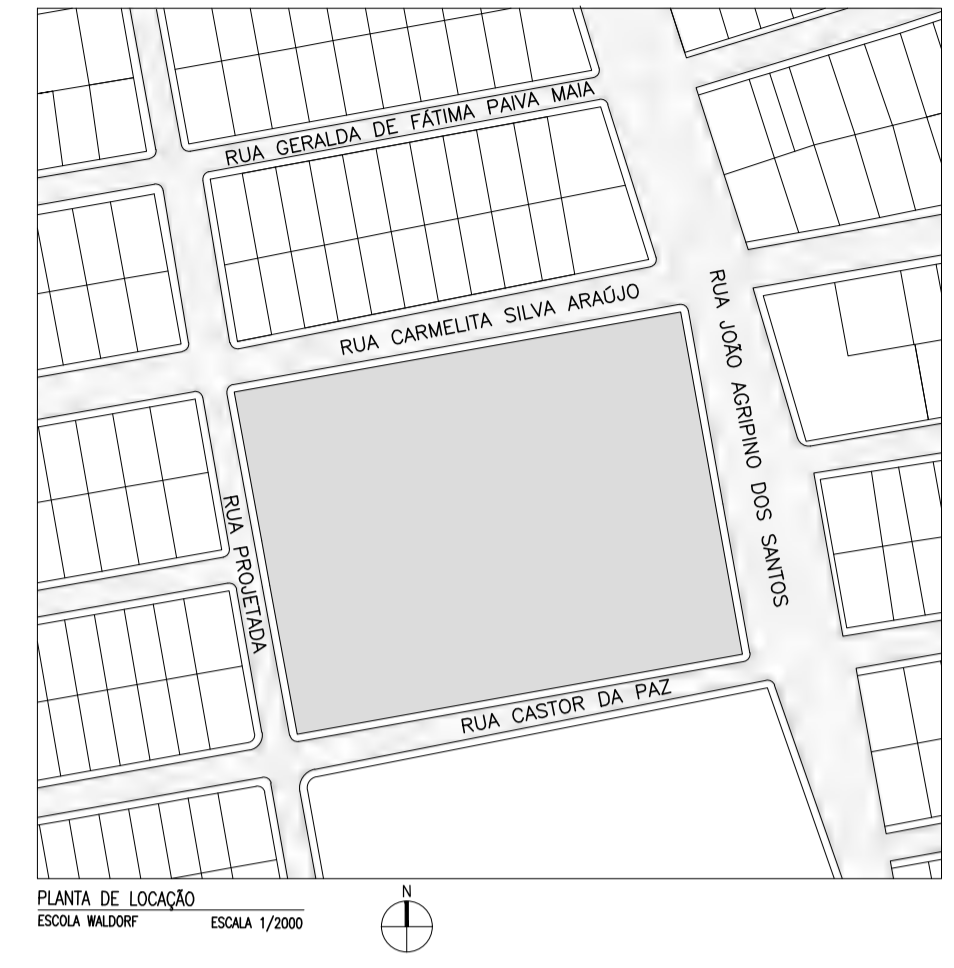 RUA GERALDA DE FÁTIMA PAIVA MAIA
RUA CARMELITA SILVA ARAÚJO
RUA JOÃO AGRIPINO DOS SANTOS
RUA PROJETADA
RUA CASTOR DA PAZ
PLANTA DE LOCAÇÃO
ESCOLA WALDORF ESCALA 1/2000
N